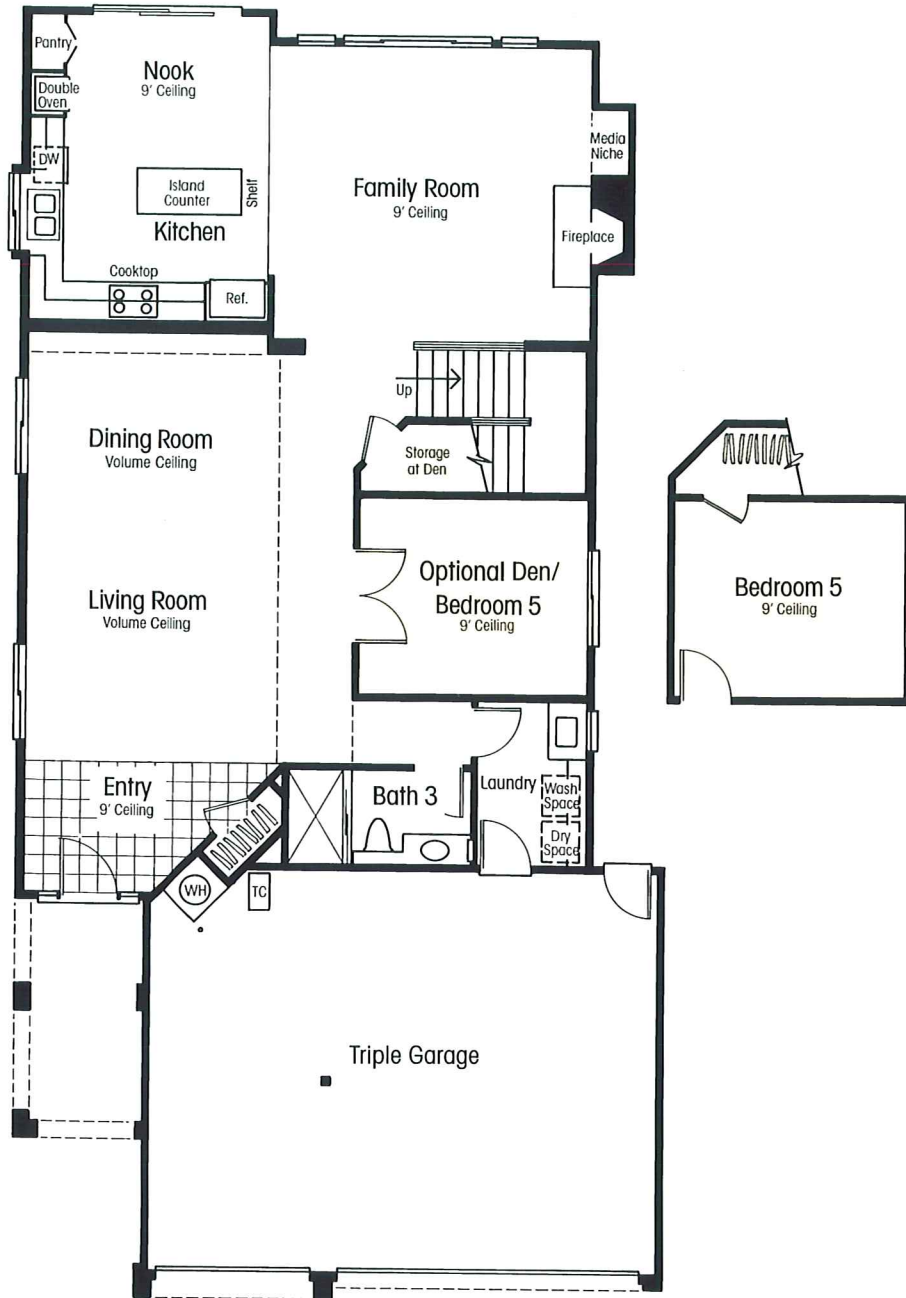 Pantry
Nook
9' Ceiling
Double
Oven
DW
Island
Counter
Shelf
Kitchen
Cooktop
Ref.
Family Room
9' Ceiling
Media
Niche
Fireplace
Up
Storage
at Den
Dining Room
Volume Ceiling
Living Room
Volume Ceiling
Optional Den/
Bedroom 5
9' Ceiling
Bedroom 5
9' Ceiling
Entry
9' Ceiling
Bath 3
Laundry
Wash
Space
Dry
Space
WH
TC
Triple Garage